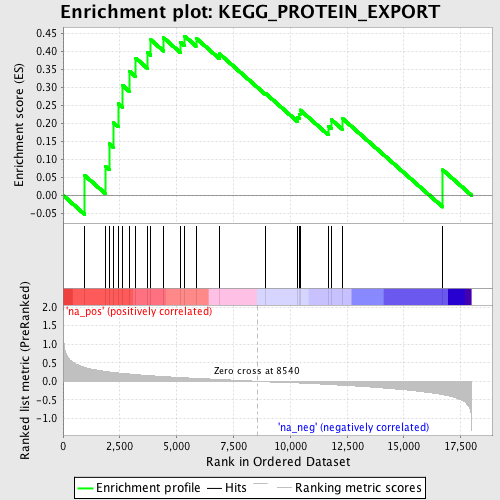 Enrichment plot: KEGG_PROTEIN_EXPORT
Enrichment score (ES)
0.45
0.40
0.35
0.30
0.25
0.20
0.15
0.10
0.05
0.00
-0.05
'na_pos' (positively correlated)
Ranked list metric (PreRanked)
2.0
1.5
1.0
0.5
0.0
-0.5
-1.0
Zero cross at 8540
'na_neg' (negatively correlated)
0 2,500 5,000 7,500 10,000 12,500 15,000 17,500
Rank in Ordered Dataset
Enrichment profile Hits Ranking metric scores